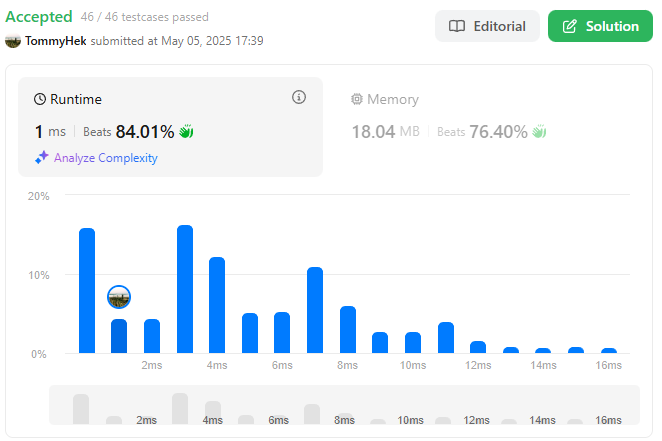 Accepted 46 / 46 testcases passed
Editorial
Solution
TommyHek submitted at May 05, 2025 17:39
Runtime
Memory
1 ms Beats 84.01%
18.04 MB Beats 76.40%
Analyze Complexity
20%
10%
0%
2ms 4ms 6ms 8ms 10ms 12ms 14ms 16ms
2ms 4ms 6ms 8ms 10ms 12ms 14ms 16ms